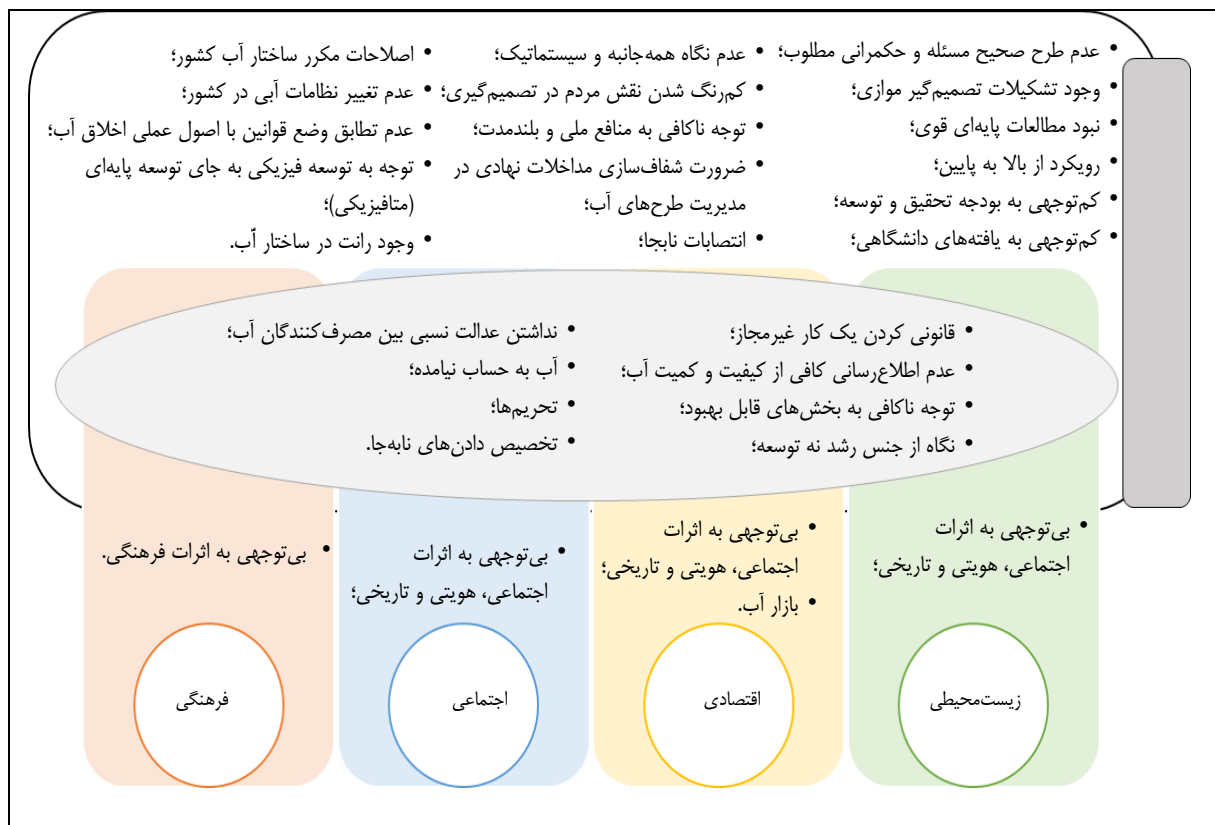 عدم طرح صحیح مسئله و حکمرانی مطلوب؛
وجود تشکیلات تصمیم‌گیر موازی؛
نبود مطالعات پایه‌ای قوی؛
رویکرد از بالا به پایین؛
کم‌توجهی به بودجه تحقیق و توسعه؛
کم‌توجهی به یافته‌های دانشگاهی؛
عدم نگاه همه‌جانبه و سیستماتیک؛
کم‌رنگ شدن نقش مردم در تصمیم‌گیری؛
توجه ناکافی به منافع ملی و بلندمدت؛
ضرورت شفاف‌سازی مداخلات نهادی در
مدیریت طرح‌های آب؛
انتصابات نابجا؛
اصلاحات مکرر ساختار آب کشور؛
عدم تغییر نظامات آبی در کشور؛
عدم تطابق وضع قوانین با اصول عملی اخلاق آب؛
توجه به توسعه فیزیکی به جای توسعه پایه‌ای
(متافیزیکی)؛
وجود رانت در ساختار آب.
قانونی کردن یک کار غیرمجاز؛
عدم اطلاع‌رسانی کافی از کیفیت و کمیت آب؛
توجه ناکافی به بخش‌های قابل بهبود؛
نگاه از جنس رشد نه توسعه؛
نداشتن عدالت نسبی بین مصرف‌کنندگان آب؛
آب به حساب نیامده؛
تحریم‌ها؛
تخصیص دادن‌های نابه‌جا.
بی‌توجهی به اثرات
اجتماعی، هویتی و تاریخی؛
بی‌توجهی به اثرات
اجتماعی، هویتی و تاریخی؛
بازار آب.
بی‌توجهی به اثرات
اجتماعی، هویتی و تاریخی؛
بی‌توجهی به اثرات فرهنگی.
زیست‌محیطی
اقتصادی
اجتماعی
فرهنگی